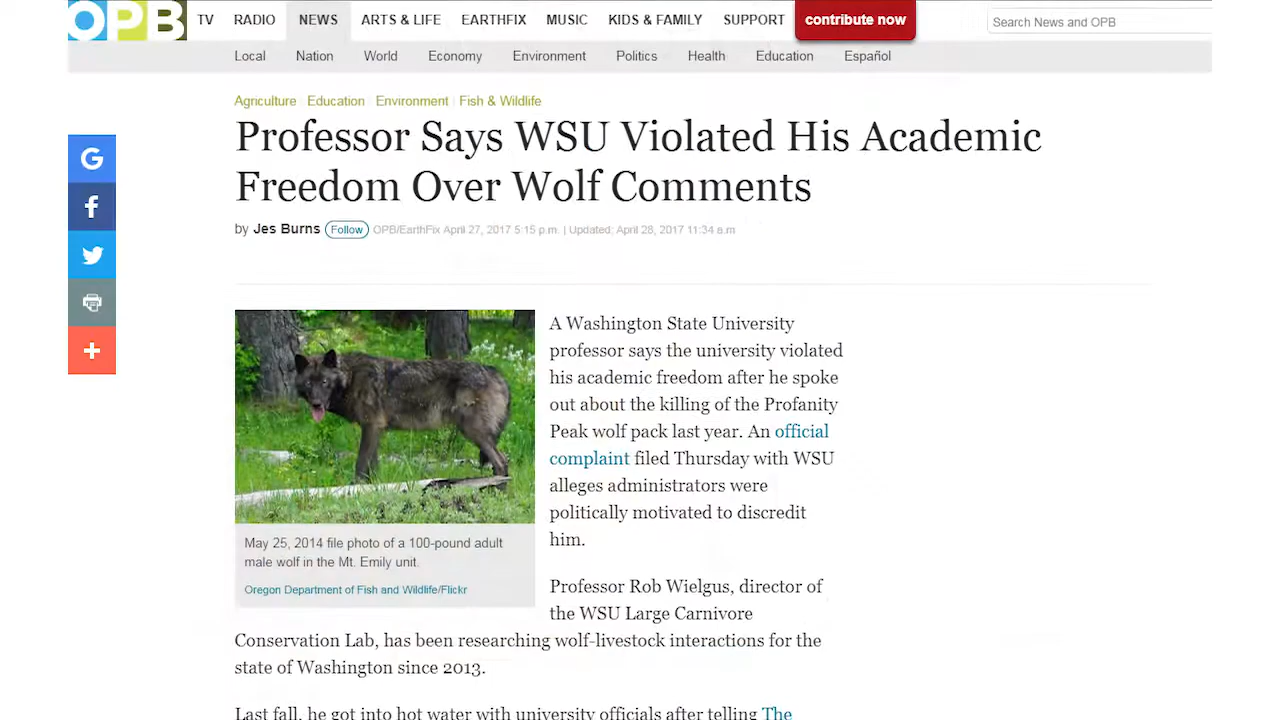 OPB TV RADIO NEWS ARTS & LIFE EARTHFIX MUSIC KIDS & FAMILY SUPPORT contribute now Search News and OPB
Local Nation World Economy Environment Politics Health Education Español
Agriculture | Education | Environment | Fish & Wildlife
Professor Says WSU Violated His Academic
Freedom Over Wolf Comments
by Jes Burns Follow OPB/EarthFix April 27, 2017 5:15 p.m. | Updated: April 28, 2017 11:34 a.m
G
f
+
A Washington State University
professor says the university violated
his academic freedom after he spoke
out about the killing of the Profanity
Peak wolf pack last year. An official
complaint filed Thursday with WSU
alleges administrators were
politically motivated to discredit
him.
May 25, 2014 file photo of a 100-pound adult
male wolf in the Mt. Emily unit.
Oregon Department of Fish and Wildlife/Flickr
Professor Rob Wielgus, director of
the WSU Large Carnivore
Conservation Lab, has been researching wolf-livestock interactions for the
state of Washington since 2013.
Last fall, he got into hot water with university officials after telling The